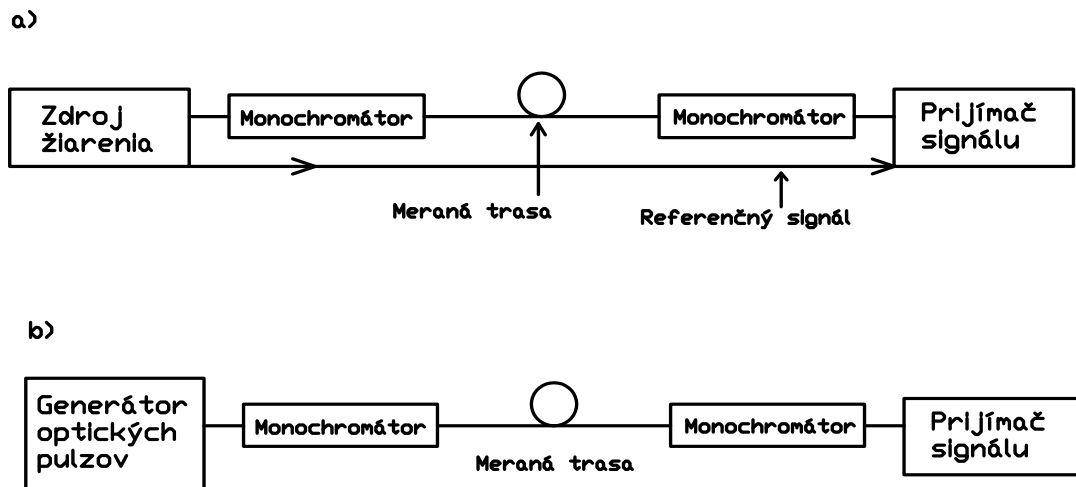 a)
Zdroj
žiarenia
Monochromátor
Monochromátor
Prijímač
signálu
Meraná trasa
Referenčný signál
b)
Generátor
optických
pulzov
Monochromátor
Meraná trasa
Monochromátor
Prijímač
signálu